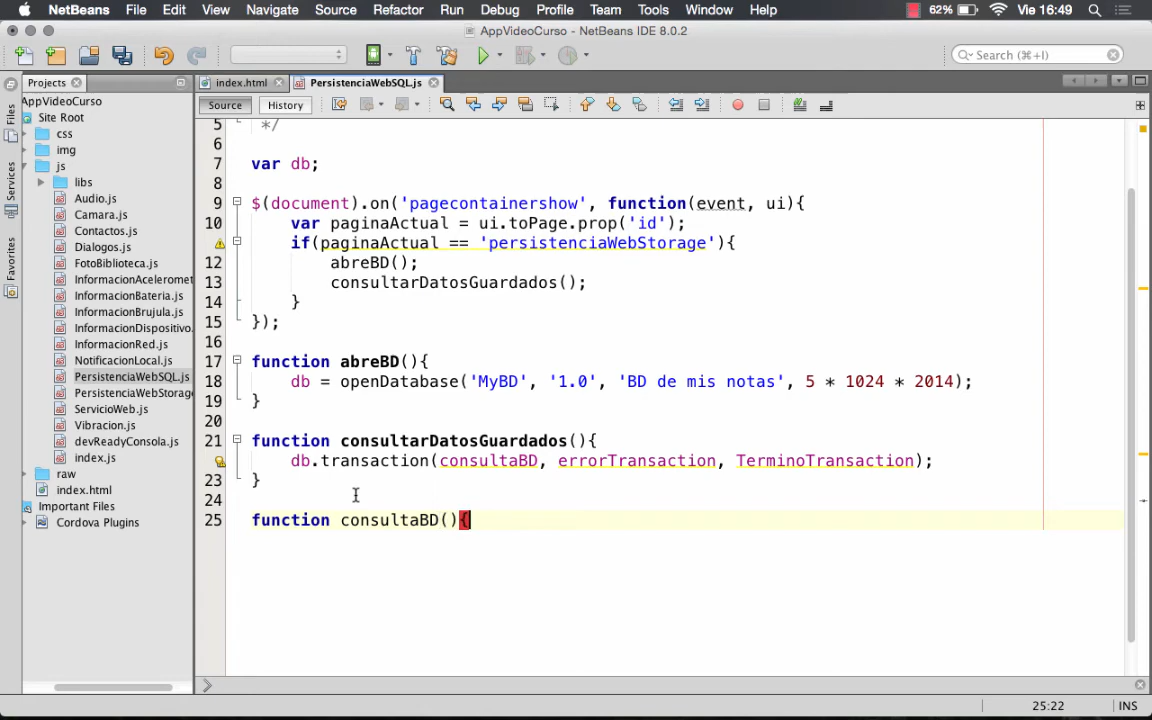 NetBeans File Edit View Navigate Source Refactor Run Debug Profile Team Tools Window Help 62% Vie 16:49
AppVideoCurso - NetBeans IDE 8.0.2
Search (⌘+I)
Projects
index.html
PersistenciaWebSQL.js
Source
History
Files
Services
Favorites
AppVideoCurso
Site Root
css
img
js
libs
Audio.js
Camara.js
Contactos.js
Dialogos.js
FotoBiblioteca.js
InformacionAceleromet
InformacionBateria.js
InformacionBrujula.js
InformacionDispositivo.
InformacionRed.js
NotificacionLocal.js
PersistenciaWebSQL.js
PersistenciaWebStorage
ServicioWeb.js
Vibracion.js
devReadyConsola.js
index.js
raw
index.html
Important Files
Cordova Plugins
5 */
6
7 var db;
8
9 $(document).on('pagecontainershow', function(event, ui){
10 var paginaActual = ui.toPage.prop('id');
if(paginaActual == 'persistenciaWebStorage'){
12 abreBD();
13 consultarDatosGuardados();
14 }
15 });
16
17 function abreBD(){
18 db = openDatabase('MyBD', '1.0', 'BD de mis notas', 5 * 1024 * 2014);
19 }
20
21 function consultarDatosGuardados(){
db.transaction(consultaBD, errorTransaction, TerminoTransaction);
23 }
24
25 function consultaBD(){
25:22 INS